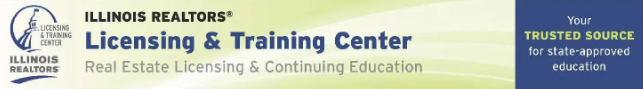 LICENSING
& TRAINING
CENTER
ILLINOIS
REALTORS®
ILLINOIS REALTORS®
Licensing & Training Center
Real Estate Licensing & Continuing Education
Your
TRUSTED SOURCE
for state-approved
education